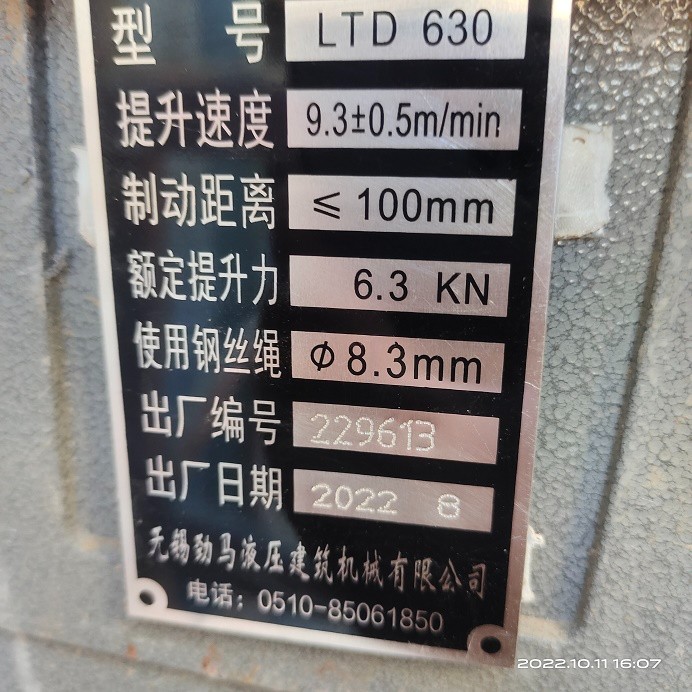 型 号 LTD 630
提升速度 9.3±0.5m/min
制动距离 ≤ 100mm
额定提升力 6.3 KN
使用钢丝绳 Φ 8.3mm
出厂编号 229613
出厂日期 2022 8
无锡劲马液压建筑机械有限公司
电话: 0510-85061850
2022.10.11 16:07